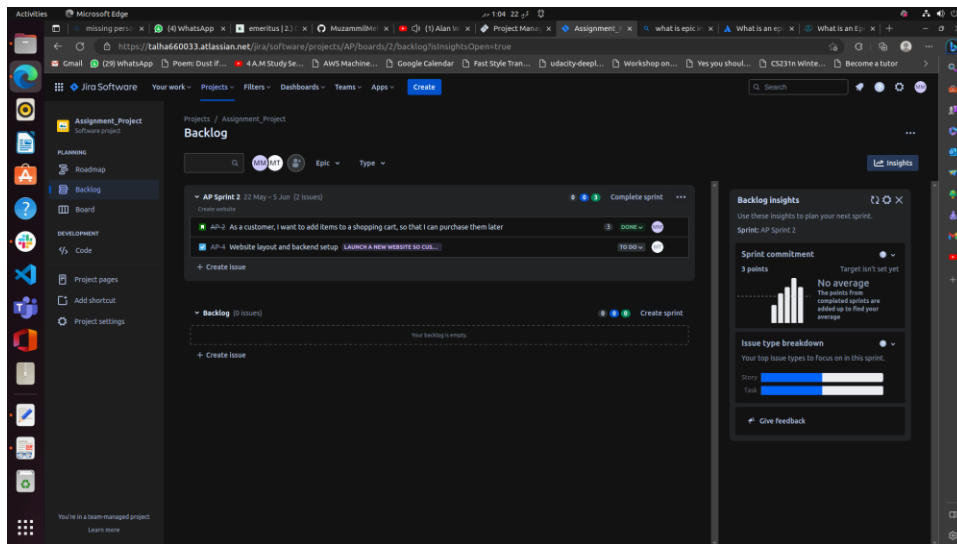 Activities Microsoft Edge
1:04 22
missing perso (4) WhatsApp emeritus | 2.) MuzammilMe (1) Alan W Project Mana Assignment_P what is epic in What is an ep What is an Ep
https://talha660033.atlassian.net/jira/software/projects/AP/boards/2/backlog?isInsightsOpen=true
Gmail (29) WhatsApp Poem: Dust if... 4 A.M Study Se... AWS Machine... Google Calendar Fast Style Tran... udacity-deepl... Workshop on... Yes you shoul... CS231n Winte... Become a tutor
Jira Software Your work Projects Filters Dashboards Teams Apps Create Search MM
Assignment_Project
Software project
PLANNING
Roadmap
Backlog
Board
DEVELOPMENT
Code
Project pages
Add shortcut
Project settings
You're in a team-managed project
Learn more
Projects / Assignment_Project
Backlog
MM MT Epic Type Insights
AP Sprint 2 22 May – 5 Jun (2 issues) 0 0 3 Complete sprint
Create website
AP-2 As a customer, I want to add items to a shopping cart, so that I can purchase them later 3 DONE MM
AP-4 Website layout and backend setup LAUNCH A NEW WEBSITE SO CUS... TO DO MT
+ Create issue
Backlog (0 issues) 0 0 0 Create sprint
Your backlog is empty.
+ Create issue
Backlog insights
Use these insights to plan your next sprint.
Sprint: AP Sprint 2
Sprint commitment
3 points Target isn't set yet
No average
The points from
completed sprints are
added up to find your
average
Issue type breakdown
Your top issue types to focus on in this sprint.
Story
Task
Give feedback